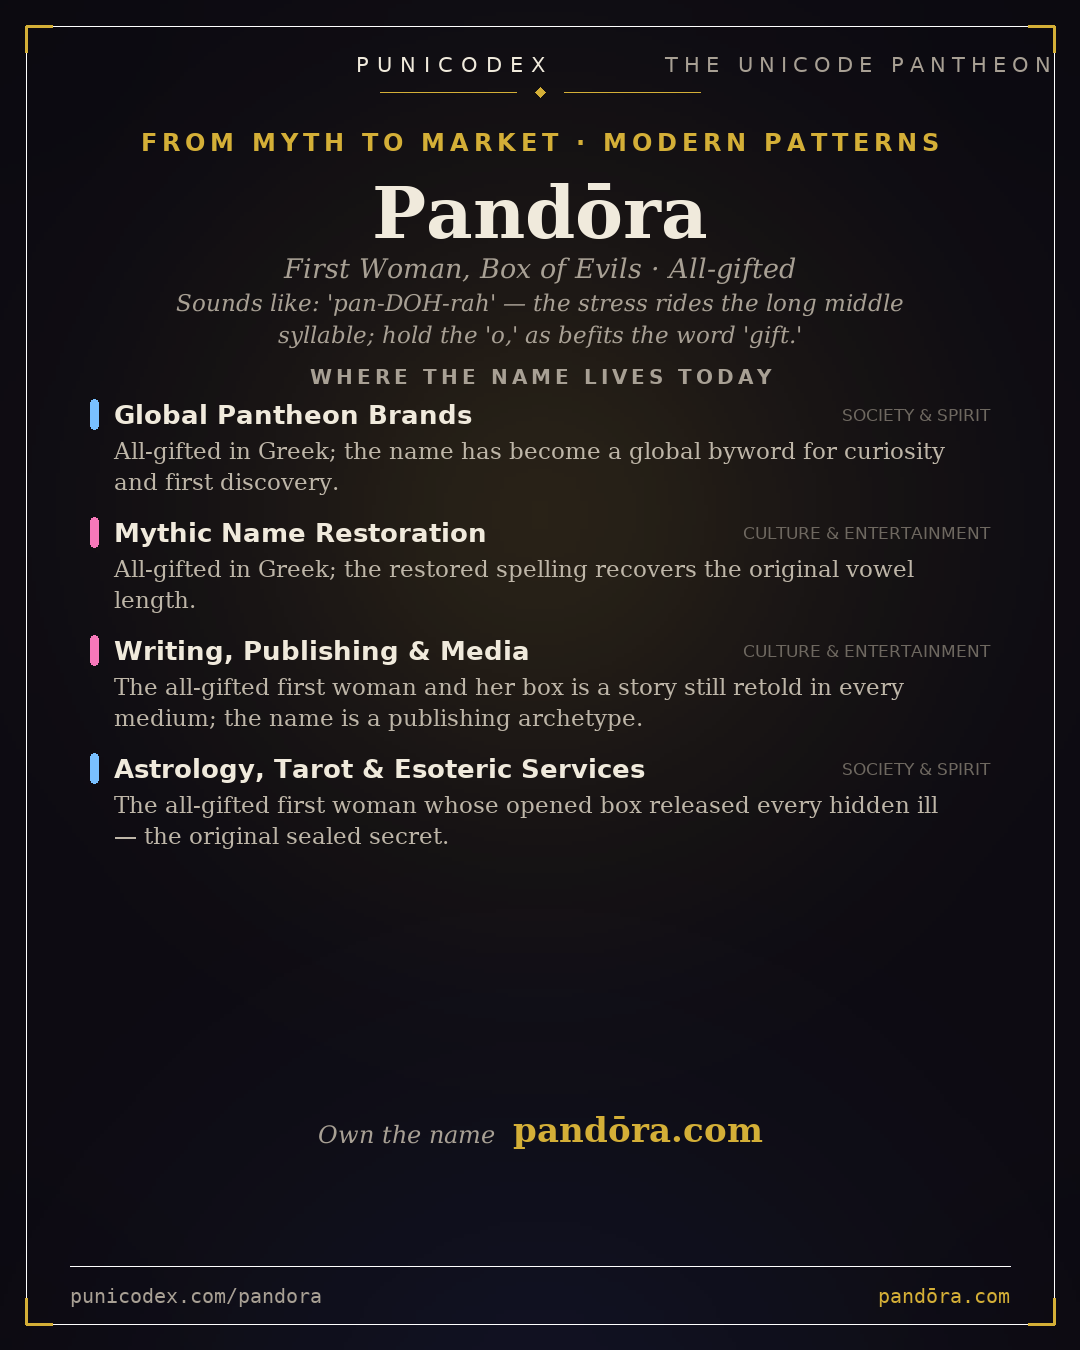 PUNICODEX
THE UNICODE PANTHEON
FROM MYTH TO MARKET · MODERN PATTERNS
Pandōra
First Woman, Box of Evils · All-gifted
Sounds like: 'pan-DOH-rah' — the stress rides the long middle
syllable; hold the 'o,' as befits the word 'gift.'
WHERE THE NAME LIVES TODAY
Global Pantheon Brands
SOCIETY & SPIRIT
All-gifted in Greek; the name has become a global byword for curiosity
and first discovery.
Mythic Name Restoration
CULTURE & ENTERTAINMENT
All-gifted in Greek; the restored spelling recovers the original vowel
length.
Writing, Publishing & Media
CULTURE & ENTERTAINMENT
The all-gifted first woman and her box is a story still retold in every
medium; the name is a publishing archetype.
Astrology, Tarot & Esoteric Services
SOCIETY & SPIRIT
The all-gifted first woman whose opened box released every hidden ill
— the original sealed secret.
Own the name pandōra.com
punicodex.com/pandora
pandōra.com